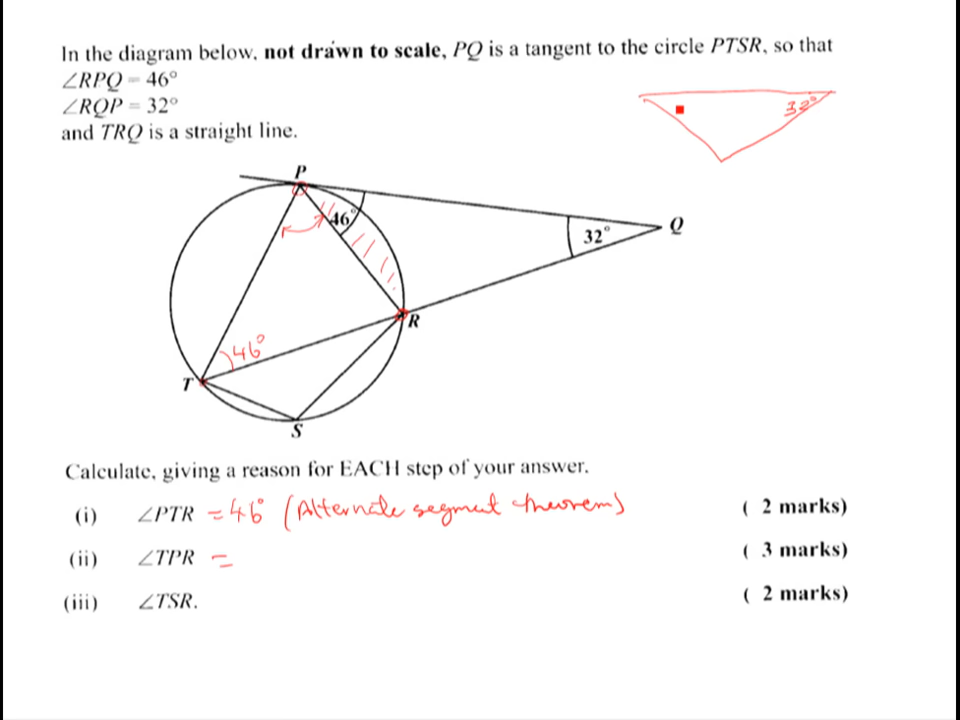 In the diagram below, not drawn to scale, PQ is a tangent to the circle PTSR, so that
∠RPQ = 46°
∠RQP = 32°
and TRQ is a straight line.
32°
P
46°
Q
32°
R
46°
T
S
Calculate, giving a reason for EACH step of your answer.
(i) ∠PTR = 46° (Alternate segment theorem) ( 2 marks)
(ii) ∠TPR = ( 3 marks)
(iii) ∠TSR. ( 2 marks)